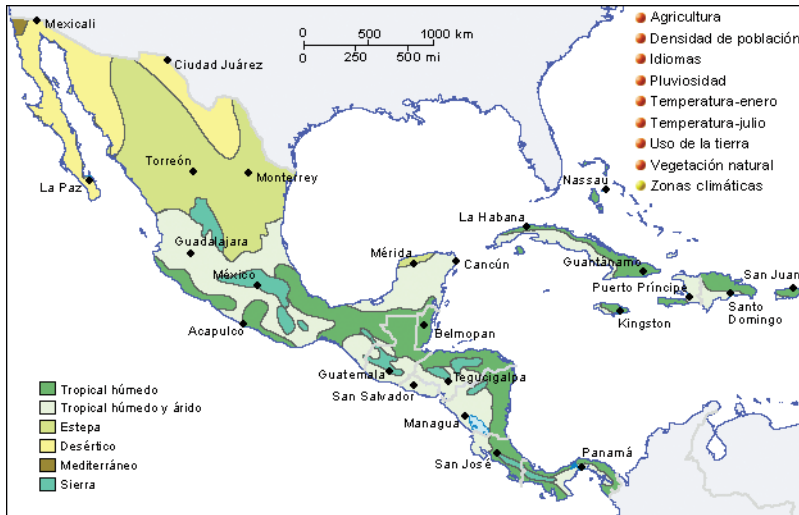 Mexicali
Ciudad Juárez
0 500 1000 km
0 250 500 mi
Agricultura
Densidad de población
Idiomas
Pluviosidad
Temperatura-enero
Temperatura-julio
Uso de la tierra
Vegetación natural
Zonas climáticas
Torreón
Monterrey
La Paz
Nassau
La Habana
Guadalajara
Mérida
Cancún
Guantánamo
San Juan
México
Puerto Príncipe
Acapulco
Belmopan
Kingston
Santo
Domingo
Guatemala
Tegucigalpa
San Salvador
Managua
San José
Panamá
Tropical húmedo
Tropical húmedo y árido
Estepa
Desértico
Mediterráneo
Sierra